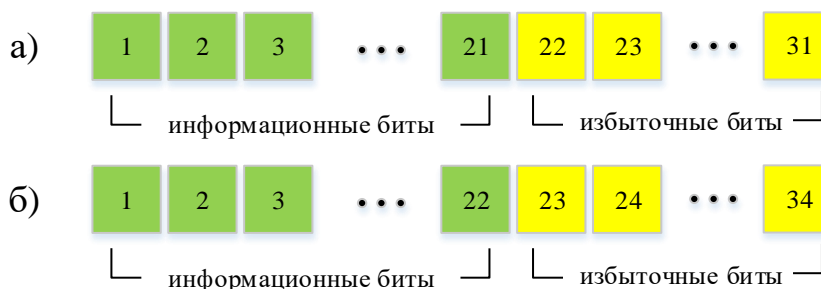 а) 1 2 3 ... 21 22 23 ... 31
информационные биты избыточные биты
б) 1 2 3 ... 22 23 24 ... 34
информационные биты избыточные биты